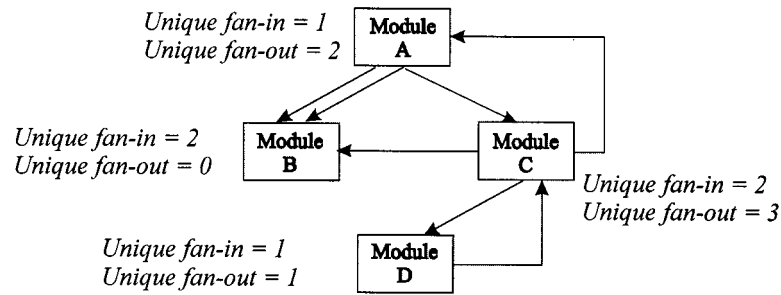 Unique fan-in = 1
Unique fan-out = 2
Module
A
Unique fan-in = 2
Unique fan-out = 0
Module
B
Module
C
Unique fan-in = 2
Unique fan-out = 3
Unique fan-in = 1
Unique fan-out = 1
Module
D